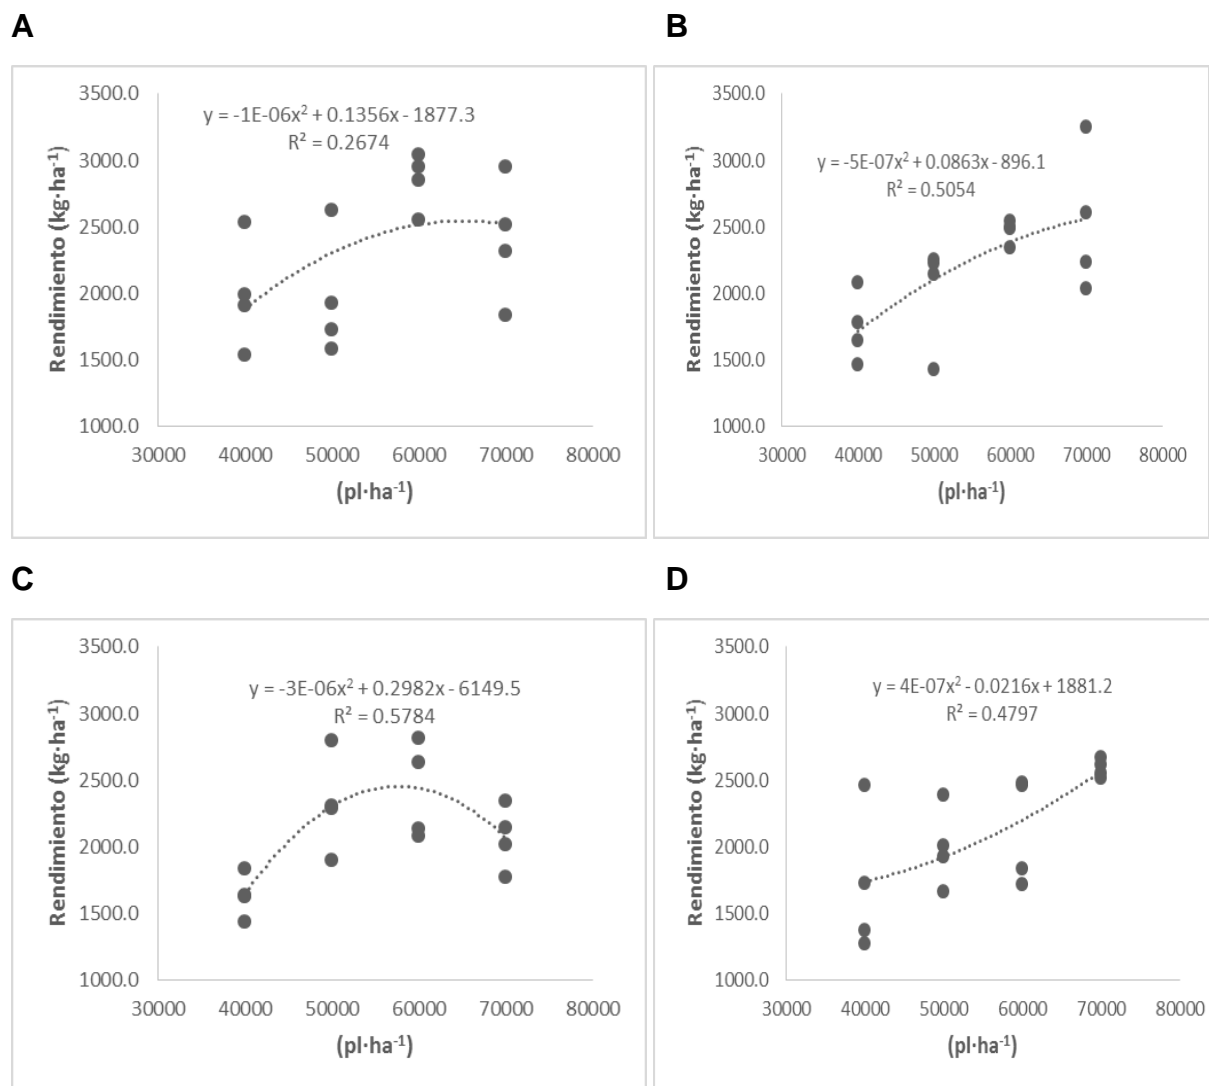 A
3500.0
3000.0
2500.0
2000.0
1500.0
1000.0
30000 40000 50000 60000 70000 80000
Rendimiento (kg·ha⁻¹)
(pl·ha⁻¹)
y = -1E-06x² + 0.1356x - 1877.3
R² = 0.2674
B
3500.0
3000.0
2500.0
2000.0
1500.0
1000.0
30000 40000 50000 60000 70000 80000
Rendimiento (kg·ha⁻¹)
(pl·ha⁻¹)
y = -5E-07x² + 0.0863x - 896.1
R² = 0.5054
C
3500.0
3000.0
2500.0
2000.0
1500.0
1000.0
30000 40000 50000 60000 70000 80000
Rendimiento (kg·ha⁻¹)
(pl·ha⁻¹)
y = -3E-06x² + 0.2982x - 6149.5
R² = 0.5784
D
3500.0
3000.0
2500.0
2000.0
1500.0
1000.0
30000 40000 50000 60000 70000 80000
Rendimiento (kg·ha⁻¹)
(pl·ha⁻¹)
y = 4E-07x² - 0.0216x + 1881.2
R² = 0.4797